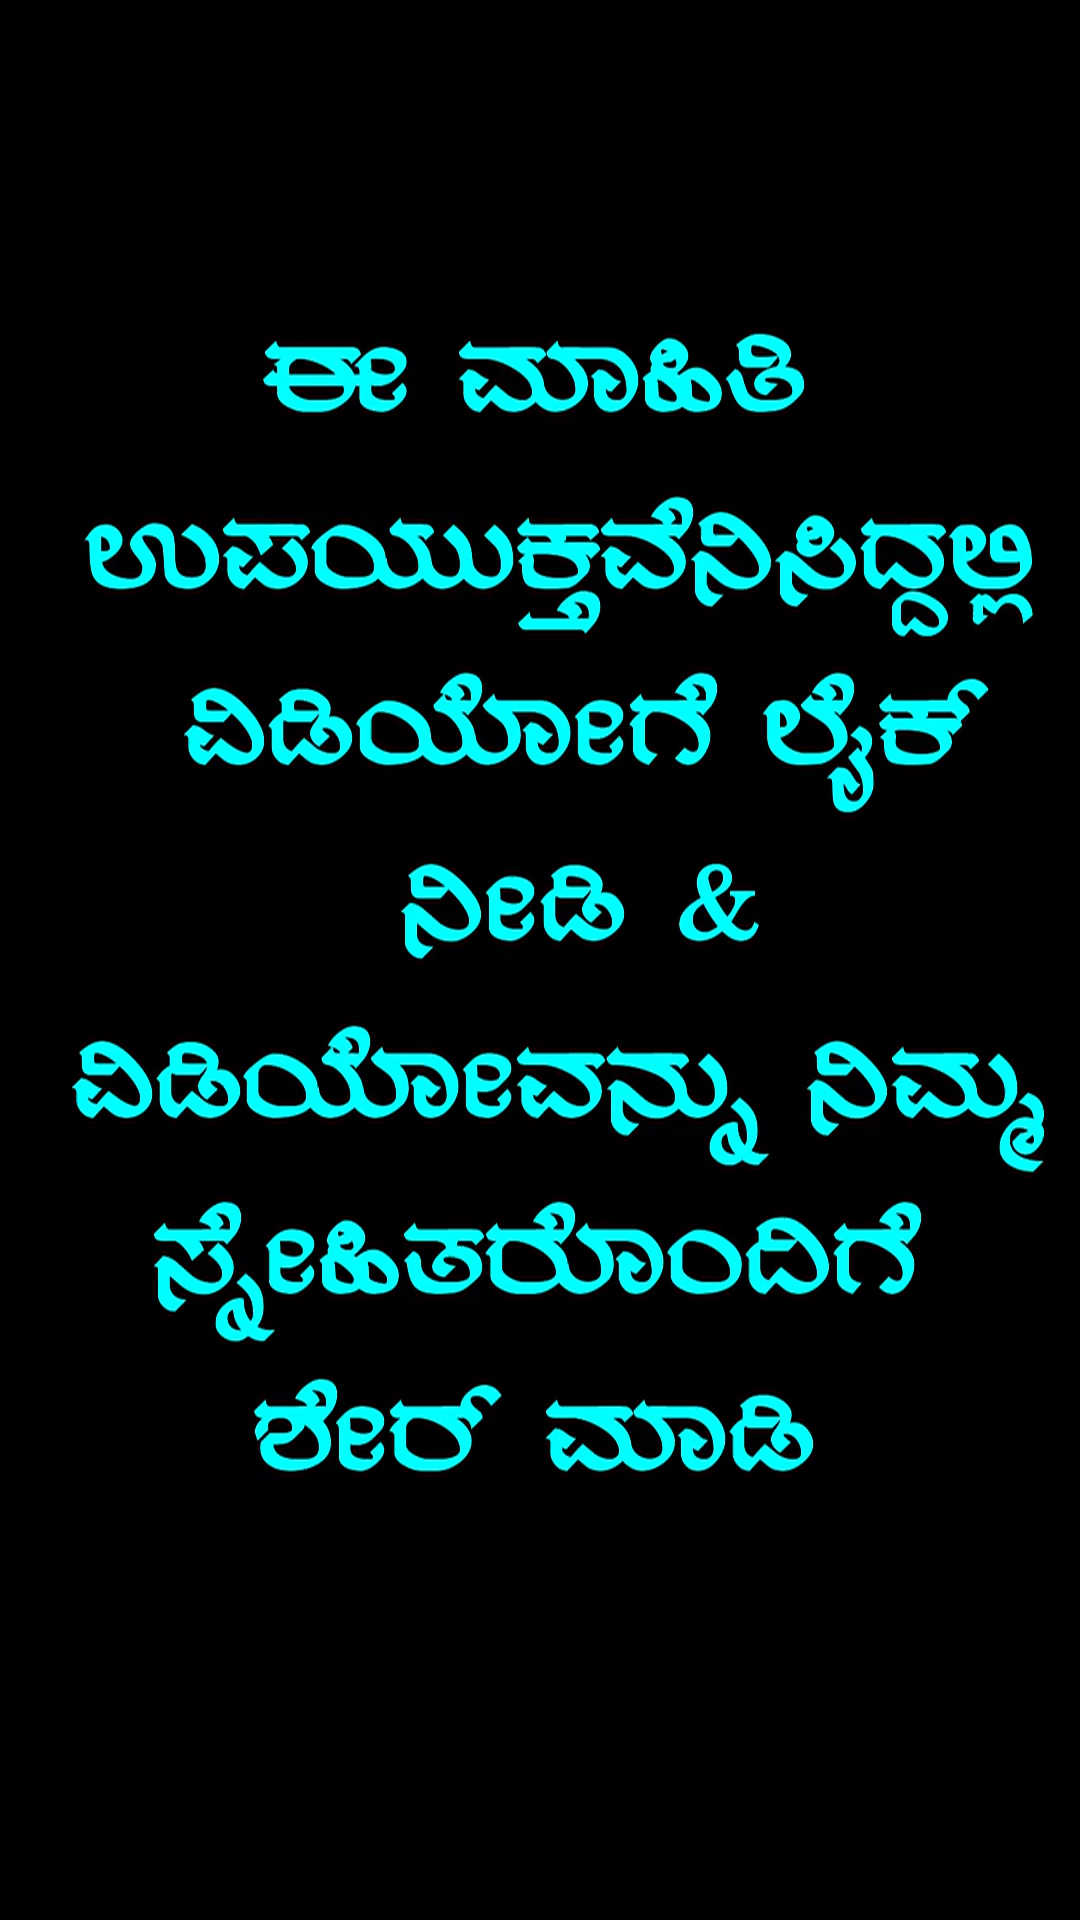 ಈ ಮಾಹಿತಿ
ಉಪಯುಕ್ತವೆನಿಸಿದ್ದಲ್ಲಿ
ವಿಡಿಯೋಗೆ ಲೈಕ್
ನೀಡಿ &
ವಿಡಿಯೋವನ್ನು ನಿಮ್ಮ
ಸ್ನೇಹಿತರೊಂದಿಗೆ
ಶೇರ್ ಮಾಡಿ